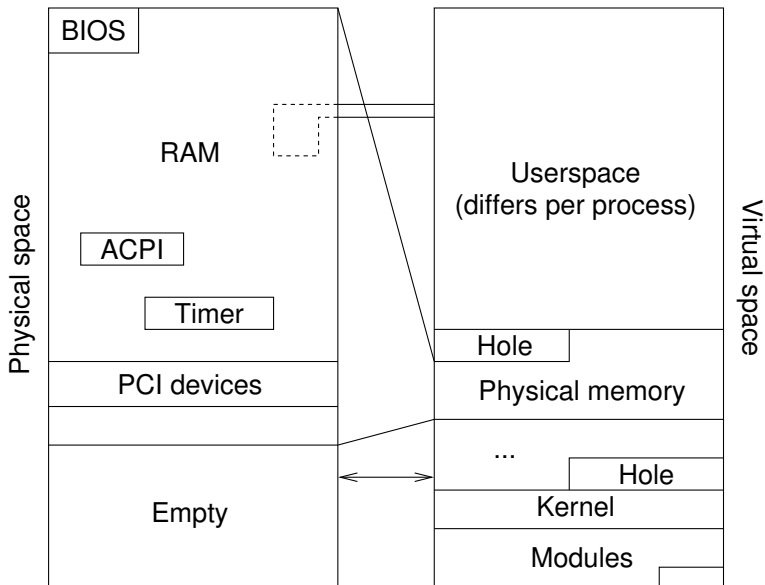 BIOS
RAM
ACPI
Timer
PCI devices
Empty
Physical space
Userspace
(differs per process)
Hole
Physical memory
...
Hole
Kernel
Modules
Virtual space